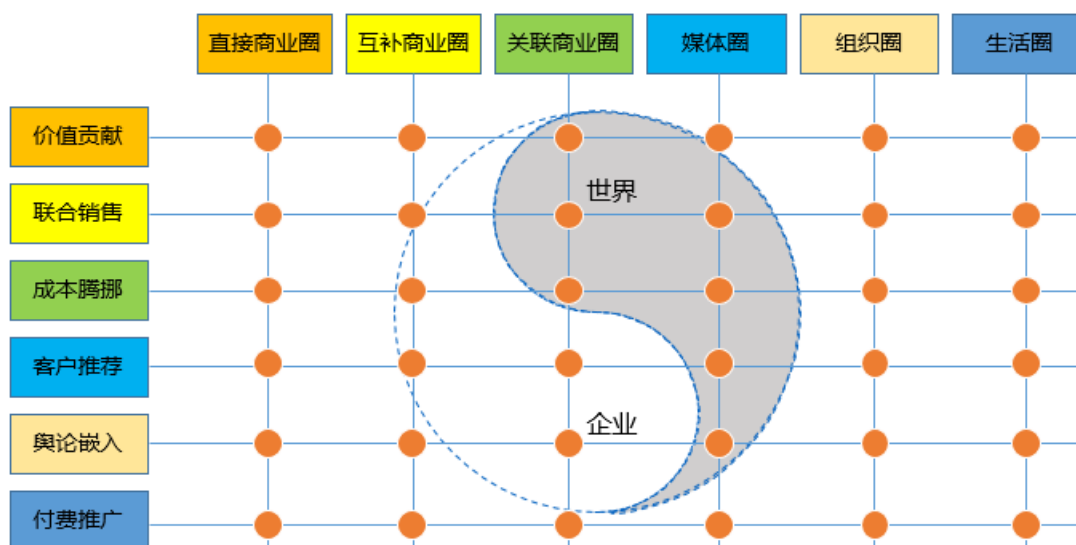 直接商业圈
互补商业圈
关联商业圈
媒体圈
组织圈
生活圈
价值贡献
世界
联合销售
成本腾挪
客户推荐
企业
舆论嵌入
付费推广